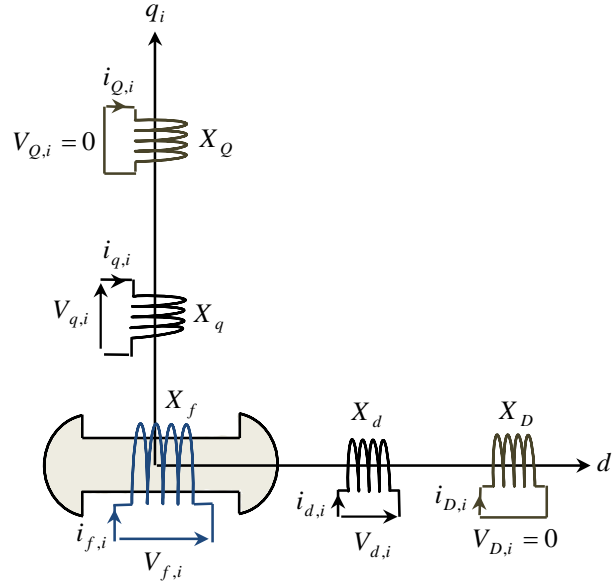 q_i
i_{Q,i}
V_{Q,i} = 0
X_Q
i_{q,i}
V_{q,i}
X_q
X_f
X_d
X_D
d
i_{f,i}
V_{f,i}
i_{d,i}
V_{d,i}
i_{D,i}
V_{D,i} = 0